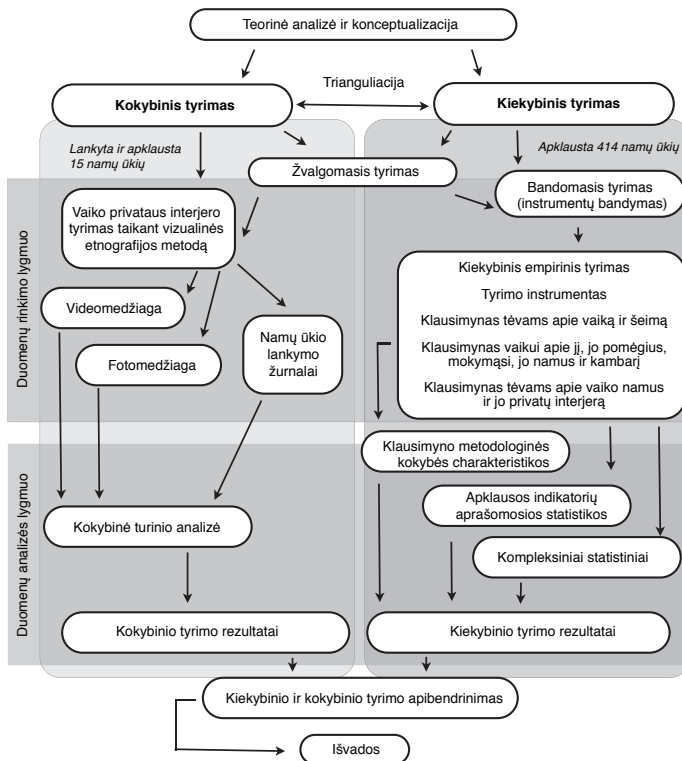 Teorinė analizė ir konceptualizacija
Trianguliacija
Kokybinis tyrimas
Kiekybinis tyrimas
Lankyta ir apklausta
15 namų ūkių
Apklausta 414 namų ūkių
Žvalgomasis tyrimas
Bandomasis tyrimas
(instrumentų bandymas)
Duomenų rinkimo lygmuo
Vaiko privataus interjero
tyrimas taikant vizualinės
etnografijos metodą
Videomedžiaga
Fotomedžiaga
Namų ūkio
lankymo
žurnalai
Kiekybinis empirinis tyrimas
Tyrimo instrumentas
Klausimynas tėvams apie vaiką ir šeimą
Klausimynas vaikui apie jį, jo pomėgius,
mokymąsi, jo namus ir kambarį
Klausimynas tėvams apie vaiko namus
ir jo privatų interjerą
Duomenų analizės lygmuo
Klausimyno metodologinės
kokybės charakteristikos
Apklausos indikatorių
aprašomosios statistikos
Kokybinė turinio analizė
Kompleksiniai statistiniai
Kokybinio tyrimo rezultatai
Kiekybinio tyrimo rezultatai
Kiekybinio ir kokybinio tyrimo apibendrinimas
Išvados